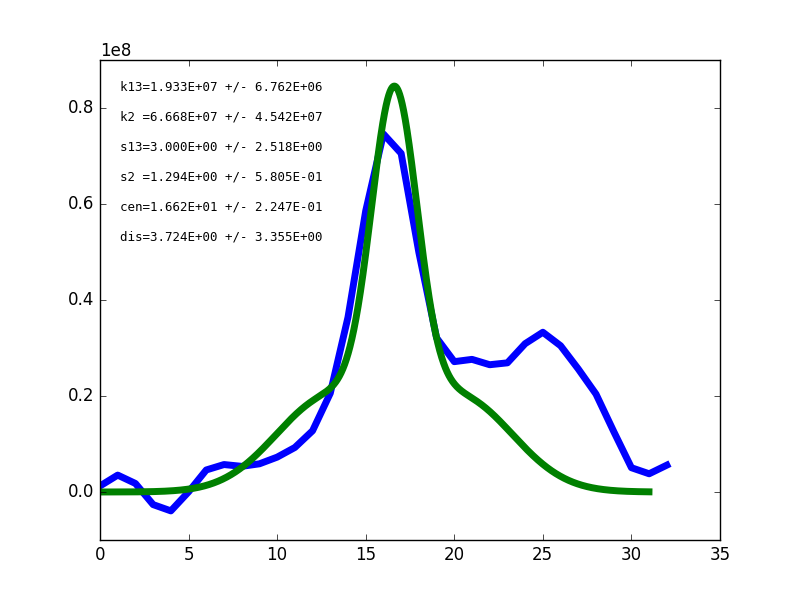 1e8
k13=1.933E+07 +/- 6.762E+06
k2 =6.668E+07 +/- 4.542E+07
s13=3.000E+00 +/- 2.518E+00
s2 =1.294E+00 +/- 5.805E-01
cen=1.662E+01 +/- 2.247E-01
dis=3.724E+00 +/- 3.355E+00
0.8
0.6
0.4
0.2
0.0
0 5 10 15 20 25 30 35